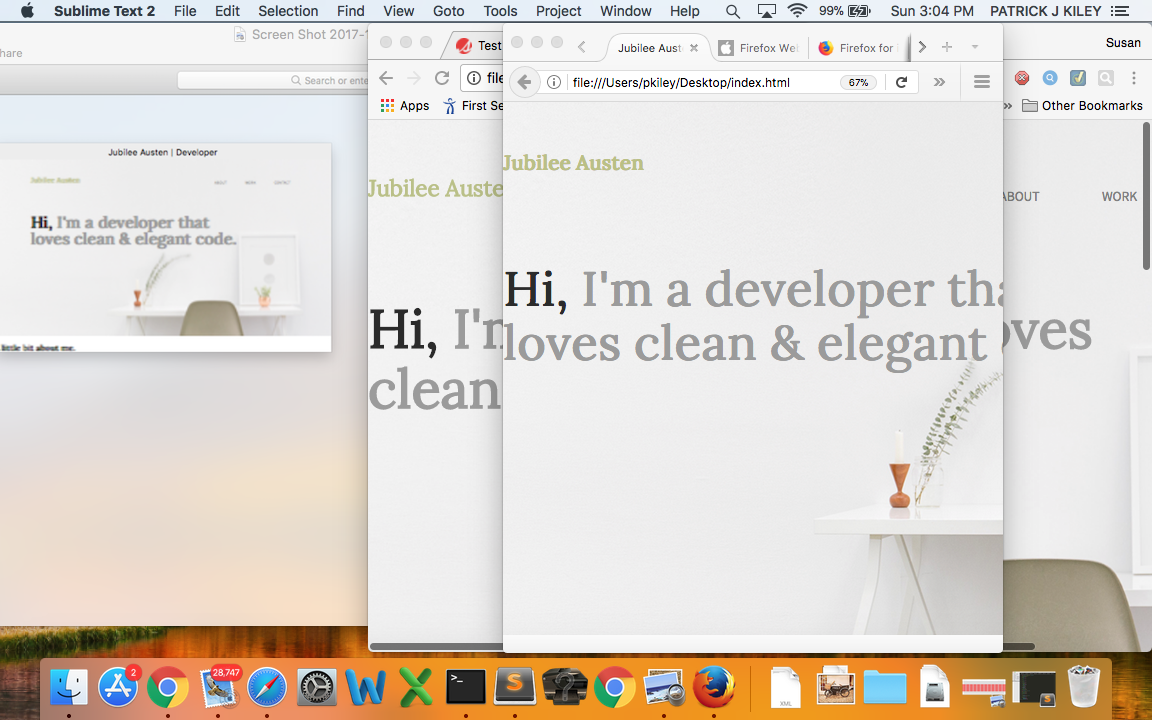 Sublime Text 2 File Edit Selection Find View Goto Tools Project Window Help 99% Sun 3:04 PM PATRICK J KILEY
Screen Shot 2017-1
hare
Search or ente
Jubilee Austen | Developer
Jubilee Austen
ABOUT WORK CONTACT
Hi, I'm a developer that
loves clean & elegant code.
little bit about me.
Test
Susan
file
Apps
First Se
Other Bookmarks
Jubilee Auste
ABOUT
WORK
Hi, I'm
oves
clean
Jubilee Aust
Firefox Web
Firefox for
file:///Users/pkiley/Desktop/index.html
67%
Jubilee Austen
Hi, I'm a developer tha
loves clean & elegant
2
28,747
W
X
>_
S
?
XML
S